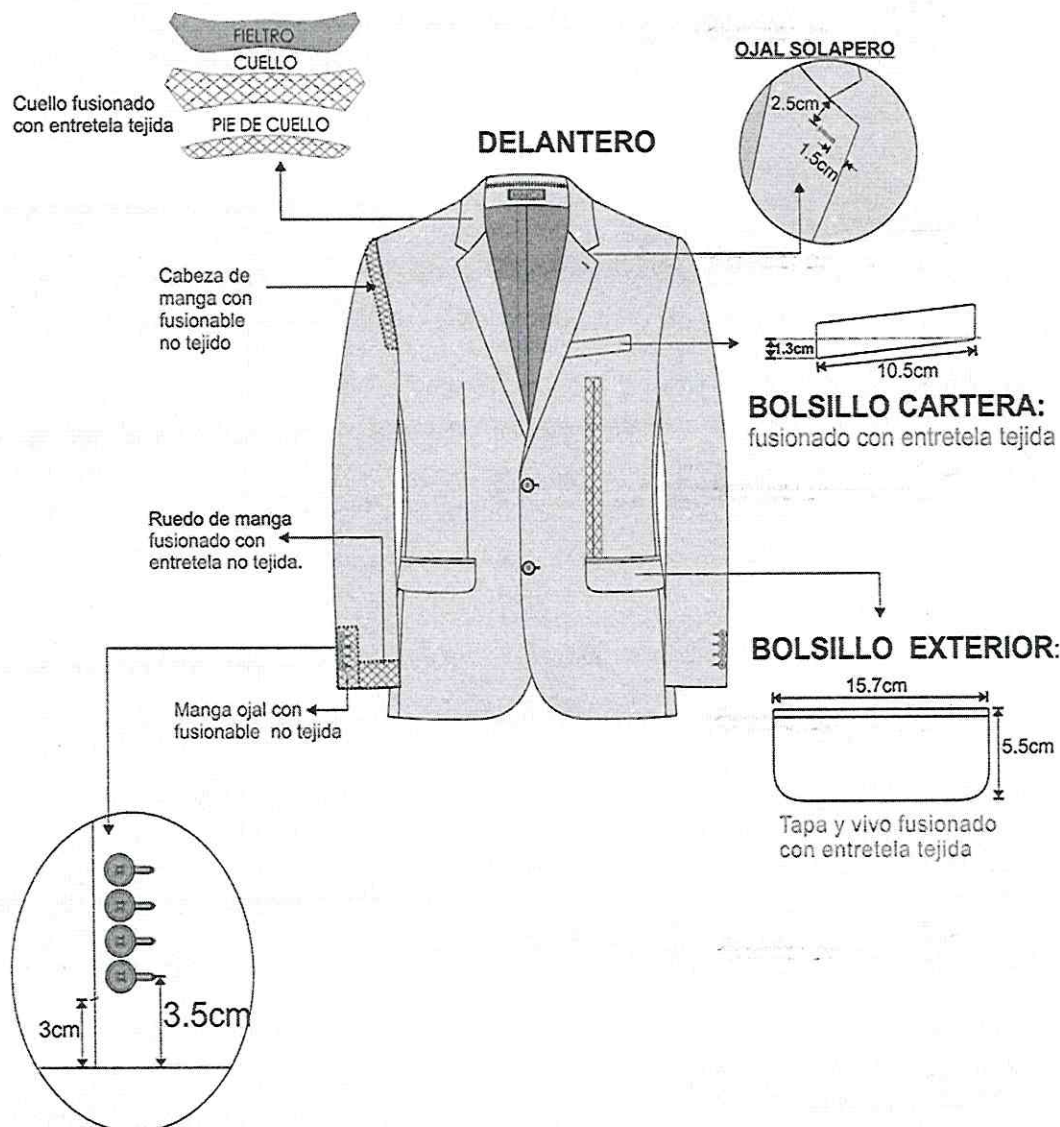 FIELTRO
CUELLO
Cuello fusionado
con entretela tejida
PIE DE CUELLO
DELANTERO
OJAL SOLAPERO
2.5cm
1.5cm
Cabeza de
manga con
fusionable
no tejido
1.3cm
10.5cm
BOLSILLO CARTERA:
fusionado con entretela tejida
Ruedo de manga
fusionado con
entretela no tejida.
Manga ojal con
fusionable no tejida
BOLSILLO EXTERIOR:
15.7cm
5.5cm
Tapa y vivo fusionado
con entretela tejida
3cm
3.5cm